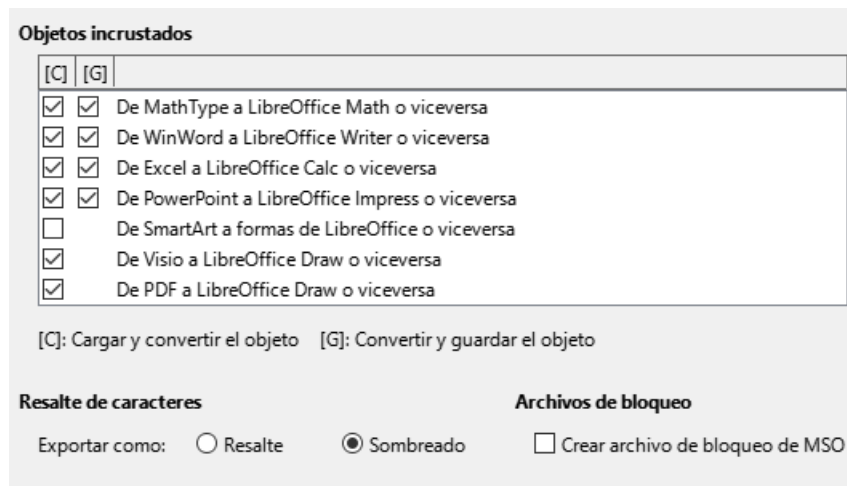 Objetos incrustados
[C] [G]
De MathType a LibreOffice Math o viceversa
De WinWord a LibreOffice Writer o viceversa
De Excel a LibreOffice Calc o viceversa
De PowerPoint a LibreOffice Impress o viceversa
De SmartArt a formas de LibreOffice o viceversa
De Visio a LibreOffice Draw o viceversa
De PDF a LibreOffice Draw o viceversa
[C]: Cargar y convertir el objeto [G]: Convertir y guardar el objeto
Resalte de caracteres Archivos de bloqueo
Exportar como: Resalte Sombreado Crear archivo de bloqueo de MSO